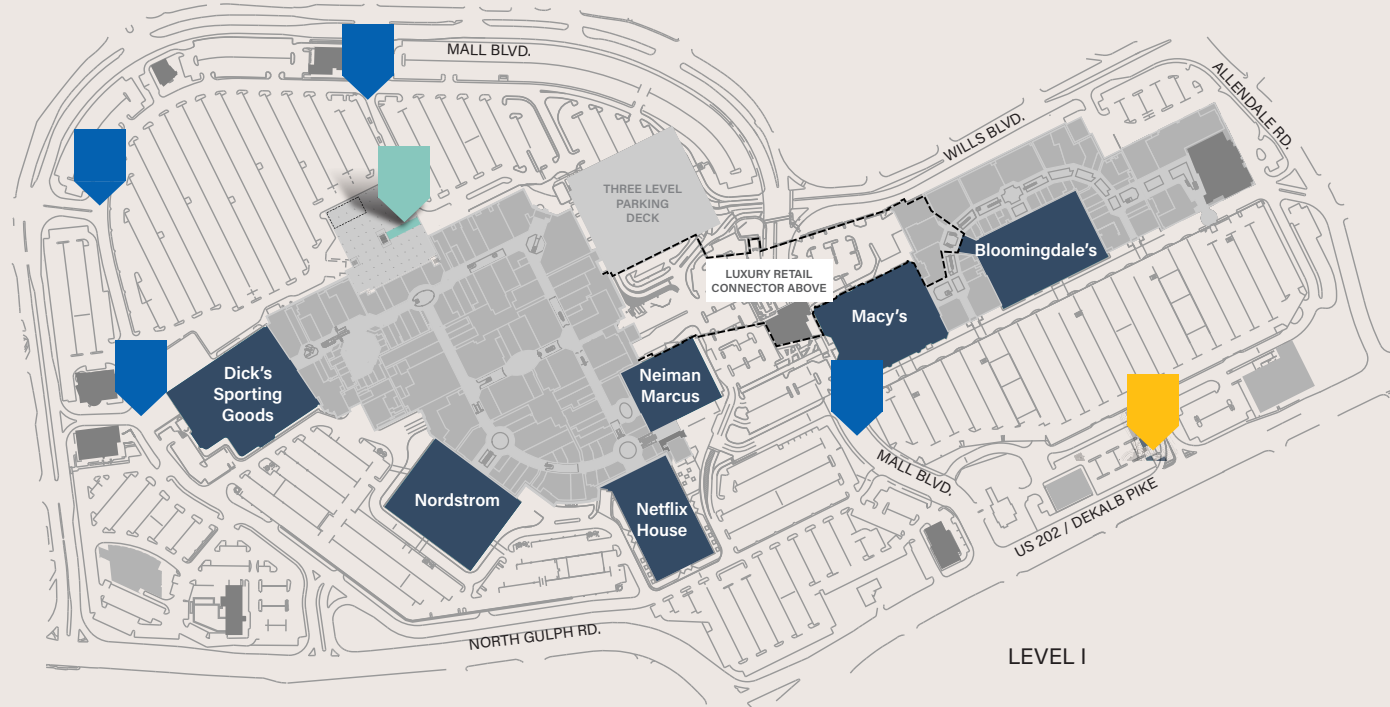 MALL BLVD.
ALLENDALE RD.
WILLS BLVD.
THREE LEVEL
PARKING
DECK
Bloomingdale's
LUXURY RETAIL
CONNECTOR ABOVE
Macy's
Dick's
Sporting
Goods
Neiman
Marcus
Nordstrom
Netflix
House
MALL BLVD.
US 202 / DEKALB PIKE
NORTH GULPH RD.
LEVEL I